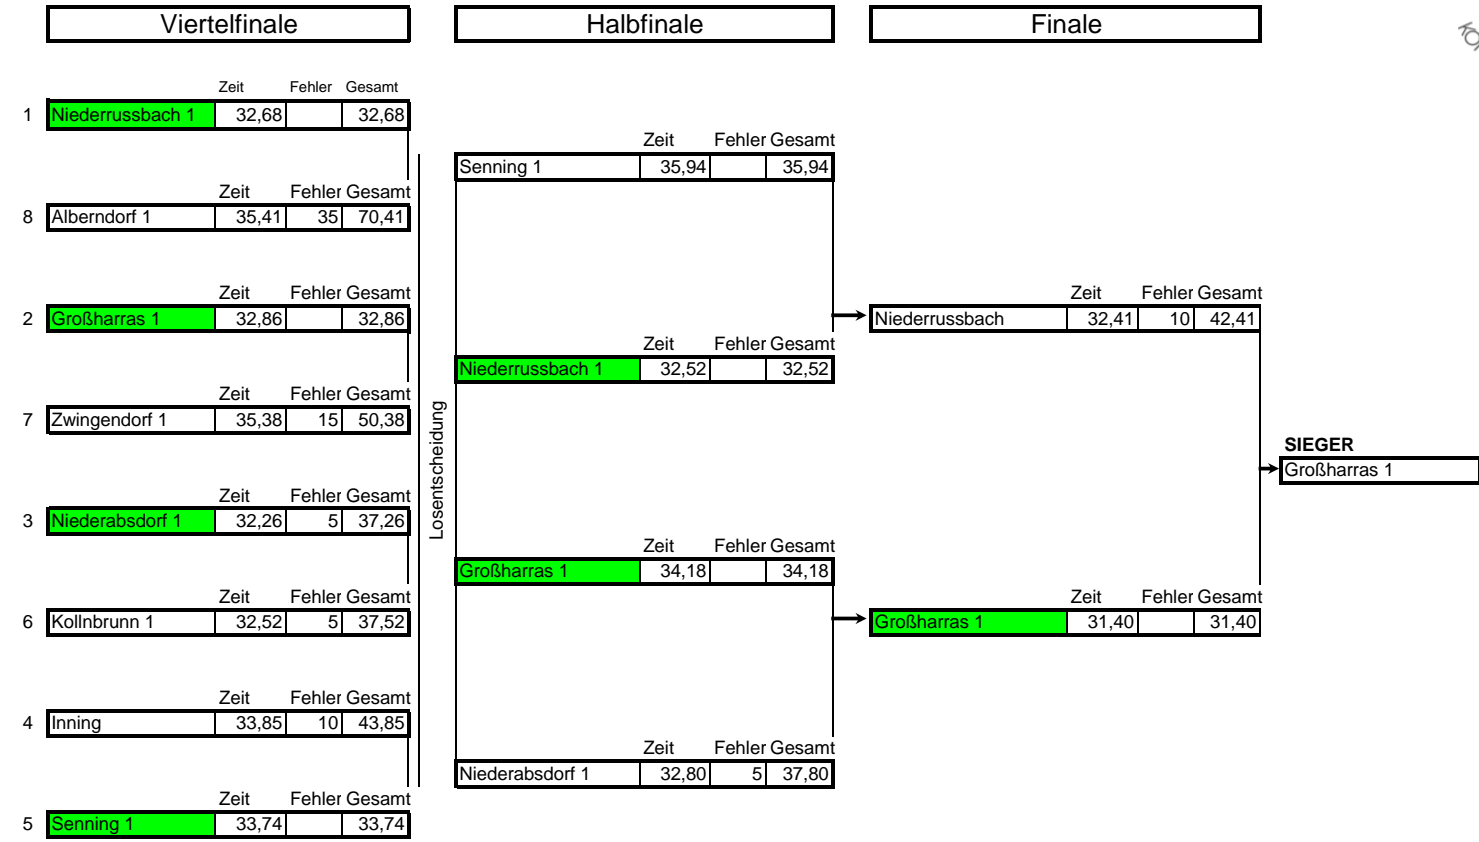 Viertelfinale Halbfinale Finale
Zeit Fehler Gesamt
1 Niederrussbach 1 32,68 32,68
Zeit Fehler Gesamt
Senning 1 35,94 35,94
Zeit Fehler Gesamt
8 Alberndorf 1 35,41 35 70,41
Zeit Fehler Gesamt Zeit Fehler Gesamt
2 Großharras 1 32,86 32,86 Niederrussbach 32,41 10 42,41
Zeit Fehler Gesamt
Niederrussbach 1 32,52 32,52
Zeit Fehler Gesamt
7 Zwingendorf 1 35,38 15 50,38
Losentscheidung
SIEGER
Großharras 1
Zeit Fehler Gesamt
3 Niederabsdorf 1 32,26 5 37,26
Zeit Fehler Gesamt
Großharras 1 34,18 34,18
Zeit Fehler Gesamt Zeit Fehler Gesamt
6 Kollnbrunn 1 32,52 5 37,52 Großharras 1 31,40 31,40
Zeit Fehler Gesamt
4 Inning 33,85 10 43,85
Zeit Fehler Gesamt
Niederabsdorf 1 32,80 5 37,80
Zeit Fehler Gesamt
5 Senning 1 33,74 33,74